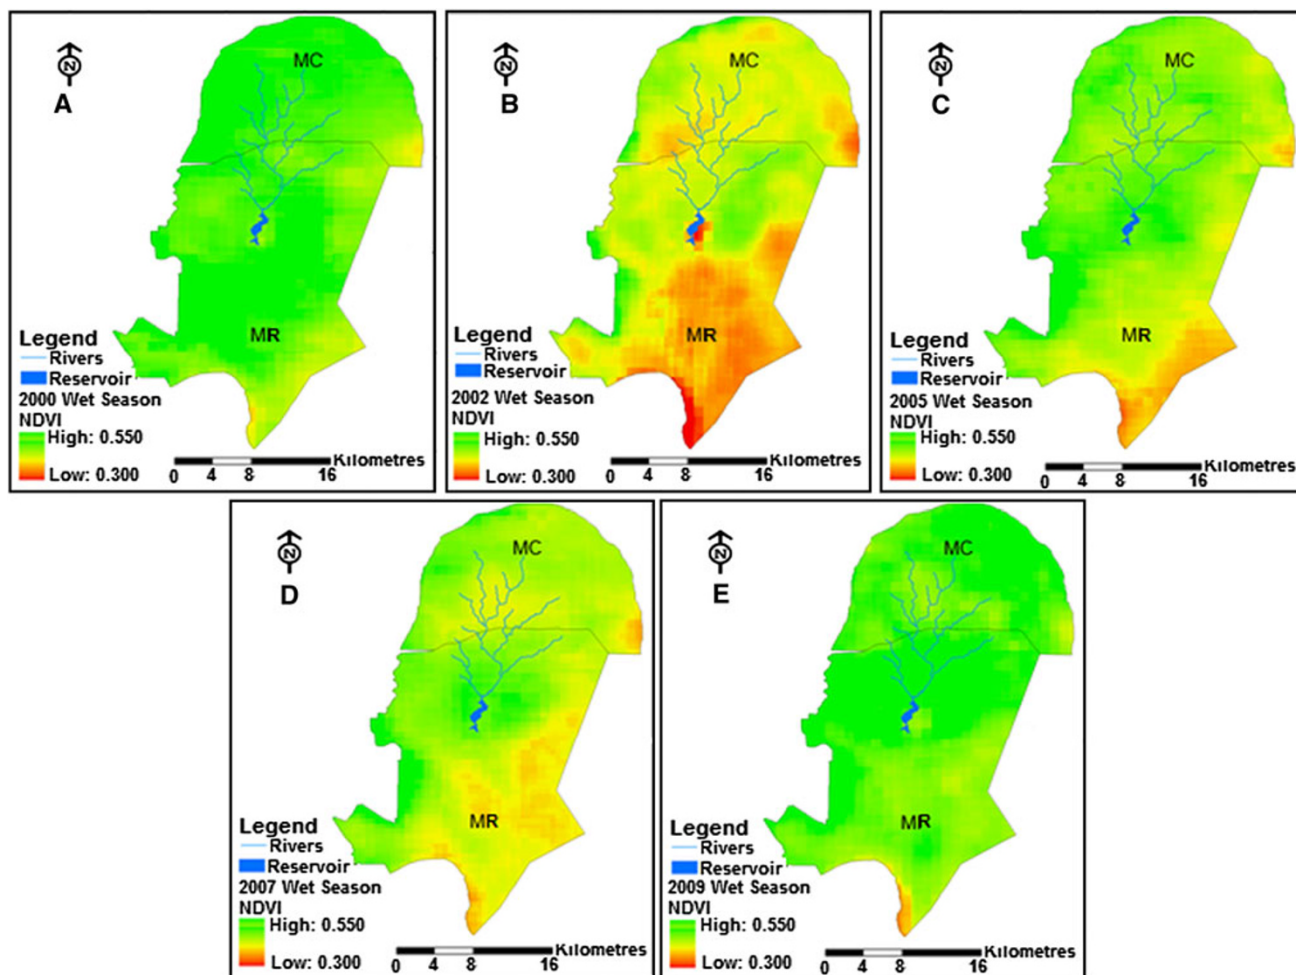 N
A
MC
MR
Legend
Rivers
Reservoir
2000 Wet Season
NDVI
High: 0.550
Low: 0.300
Kilometres
0 4 8 16
N
B
MC
MR
Legend
Rivers
Reservoir
2002 Wet Season
NDVI
High: 0.550
Low: 0.300
Kilometres
0 4 8 16
N
C
MC
MR
Legend
Rivers
Reservoir
2005 Wet Season
NDVI
High: 0.550
Low: 0.300
Kilometres
0 4 8 16
N
D
MC
MR
Legend
Rivers
Reservoir
2007 Wet Season
NDVI
High: 0.550
Low: 0.300
Kilometres
0 4 8 16
N
E
MC
MR
Legend
Rivers
Reservoir
2009 Wet Season
NDVI
High: 0.550
Low: 0.300
Kilometres
0 4 8 16